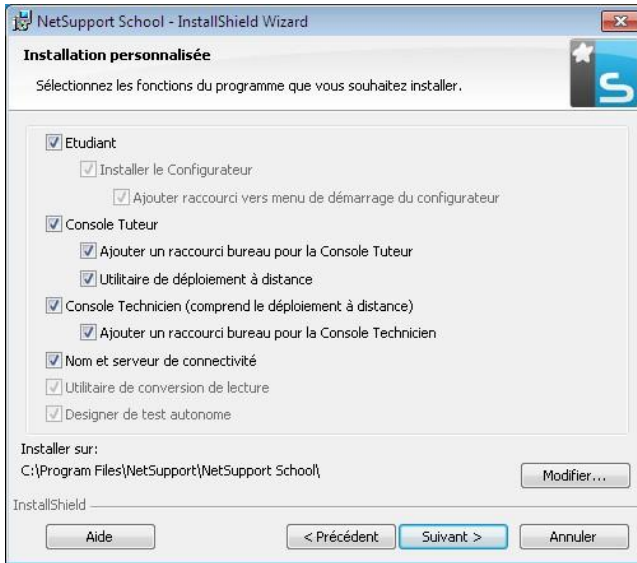 NetSupport School - InstallShield Wizard
Installation personnalisée
Sélectionnez les fonctions du programme que vous souhaitez installer.
S
Etudiant
Installer le Configurateur
Ajouter raccourci vers menu de démarrage du configurateur
Console Tuteur
Ajouter un raccourci bureau pour la Console Tuteur
Utilitaire de déploiement à distance
Console Technicien (comprend le déploiement à distance)
Ajouter un raccourci bureau pour la Console Technicien
Nom et serveur de connectivité
Utilitaire de conversion de lecture
Designer de test autonome
Installer sur:
C:\Program Files\NetSupport\NetSupport School\
Modifier...
InstallShield
Aide
< Précédent
Suivant >
Annuler